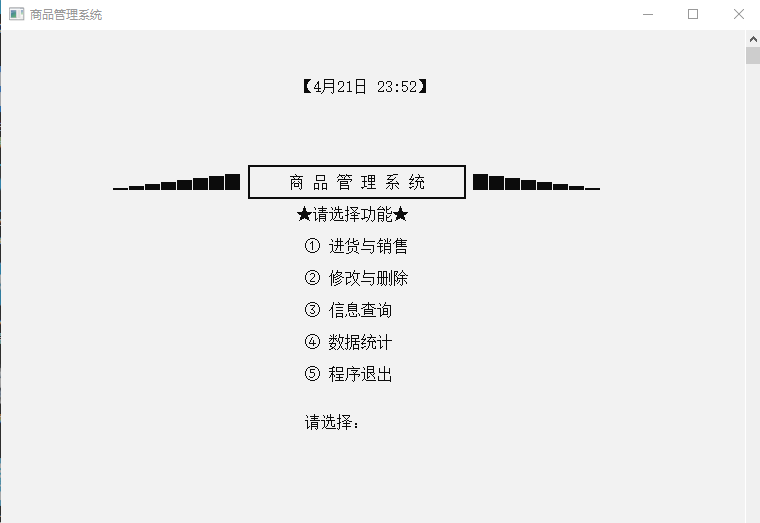 商品管理系统
【4月21日 23:52】
商 品 管 理 系 统
★请选择功能★
① 进货与销售
② 修改与删除
③ 信息查询
④ 数据统计
⑤ 程序退出
请选择：